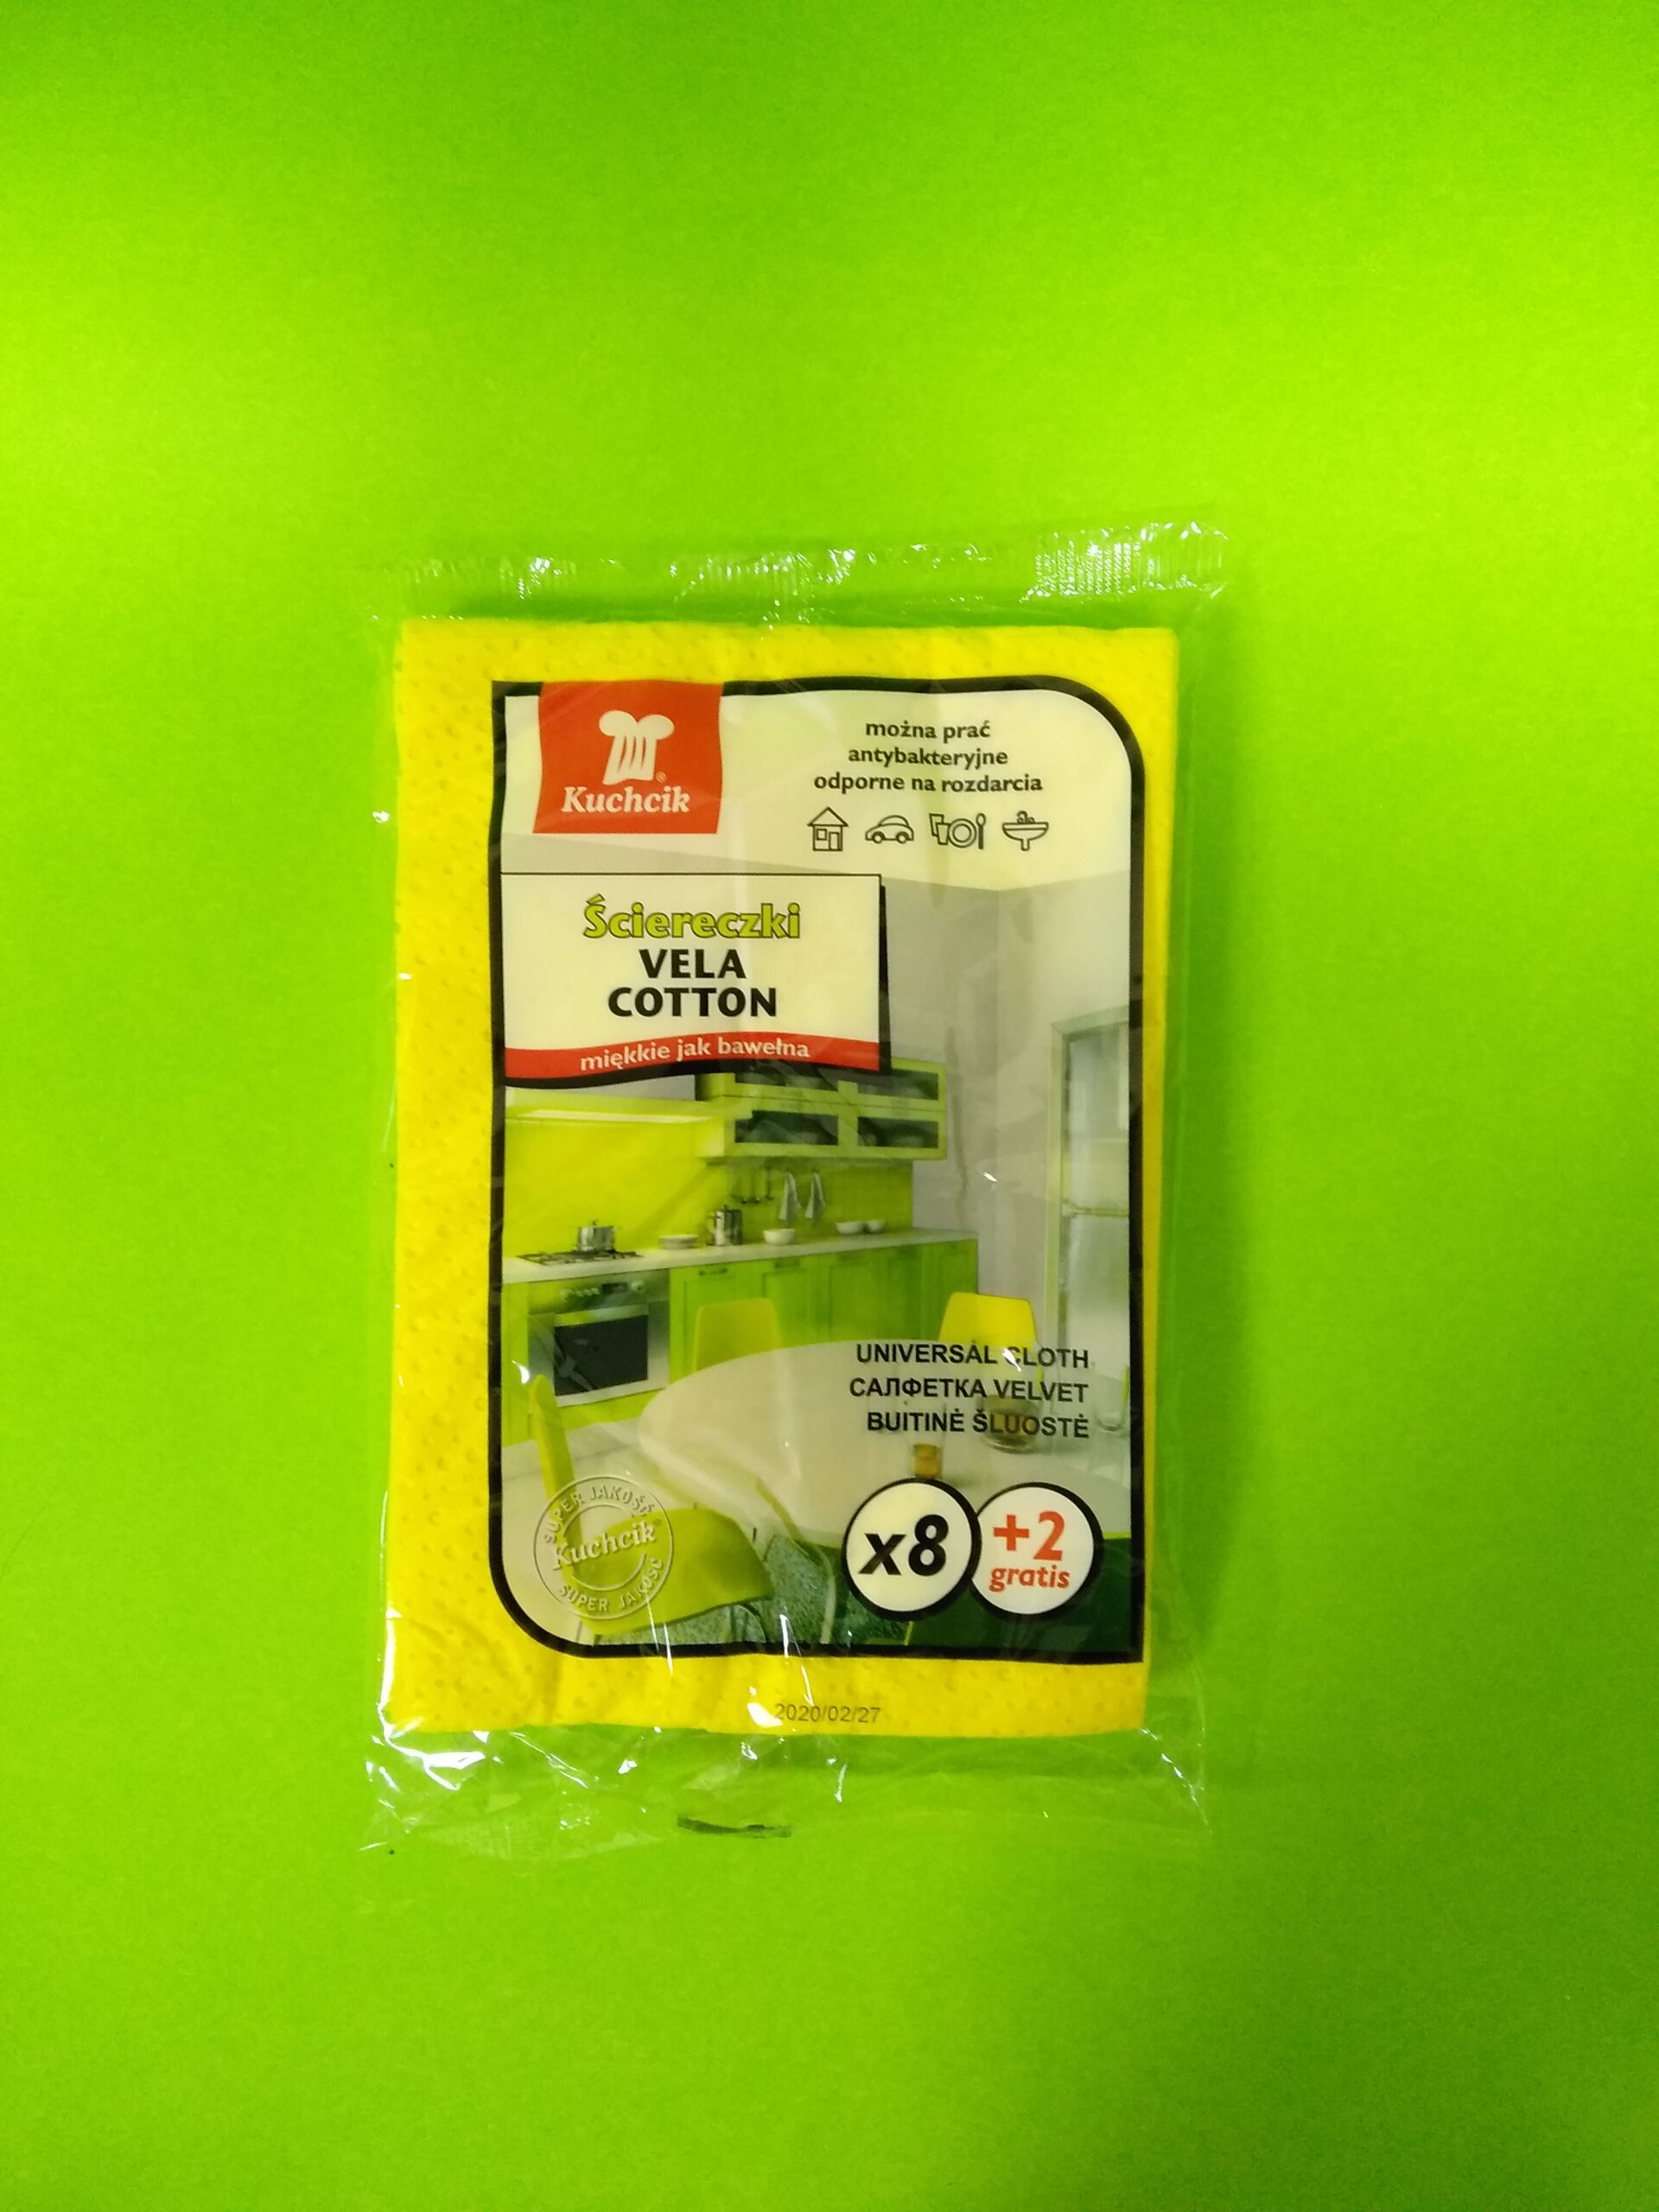 Kuchcik
można prać
antybakteryjne
odporne na rozdarcia
Ściereczki
VELA
COTTON
miękkie jak bawełna
UNIVERSAL CLOTH
САЛФЕТКА VELVET
BUITINĖ ŠLUOSTĖ
SUPER JAKOŚĆ
Kuchcik
SUPER JAKOŚĆ
x8
+2
gratis
2020/02/27